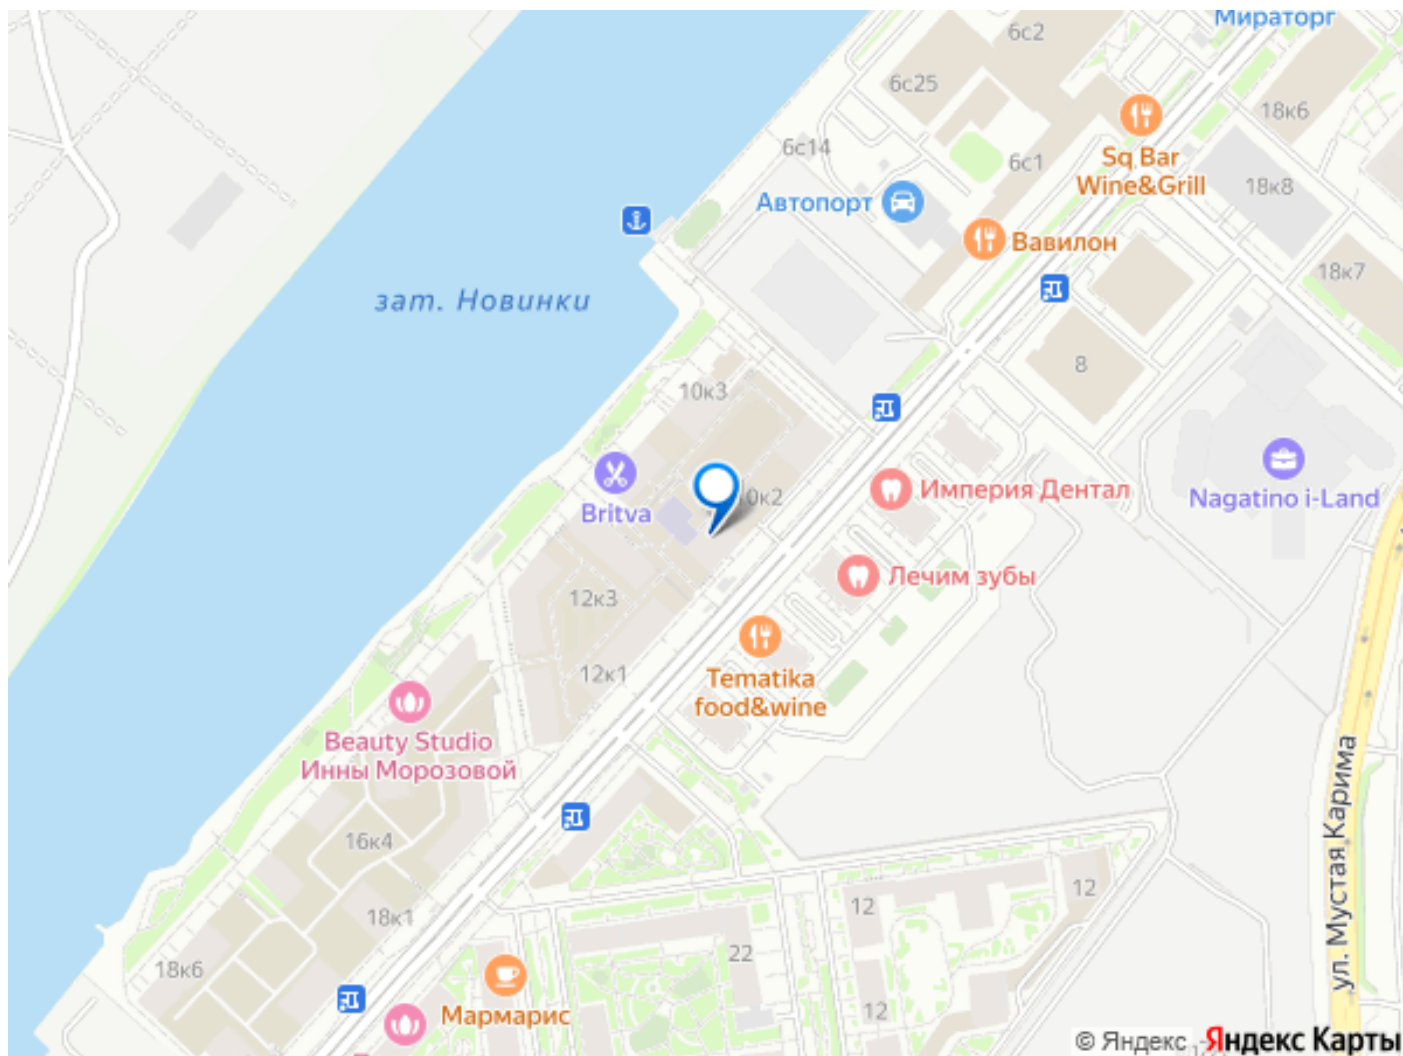 Мираторг
6с2
6с25
18к6
Sq Bar
Wine&Grill
6с14
6с1
18к8
Автопорт
Вавилон
18к7
зат. Новинки
8
10к3
Империя Дентал
Nagatino i-Land
0к2
Britva
Лечим зубы
12к3
12к1
Tematika
food&wine
Beauty Studio
Инны Морозовой
ул. Мустая Карима
16к4
12
12
18к1
22
18к6
12
Мармарис
© Яндекс
Яндекс Карты